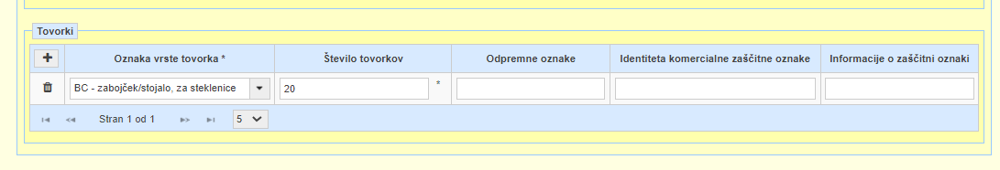 Tovorki
Oznaka vrste tovorka * Število tovorkov Odpremne oznake Identiteta komercialne zaščitne oznake Informacije o zaščitni oznaki
BC - zabojček/stojalo, za steklenice 20 *
Stran 1 od 1 5